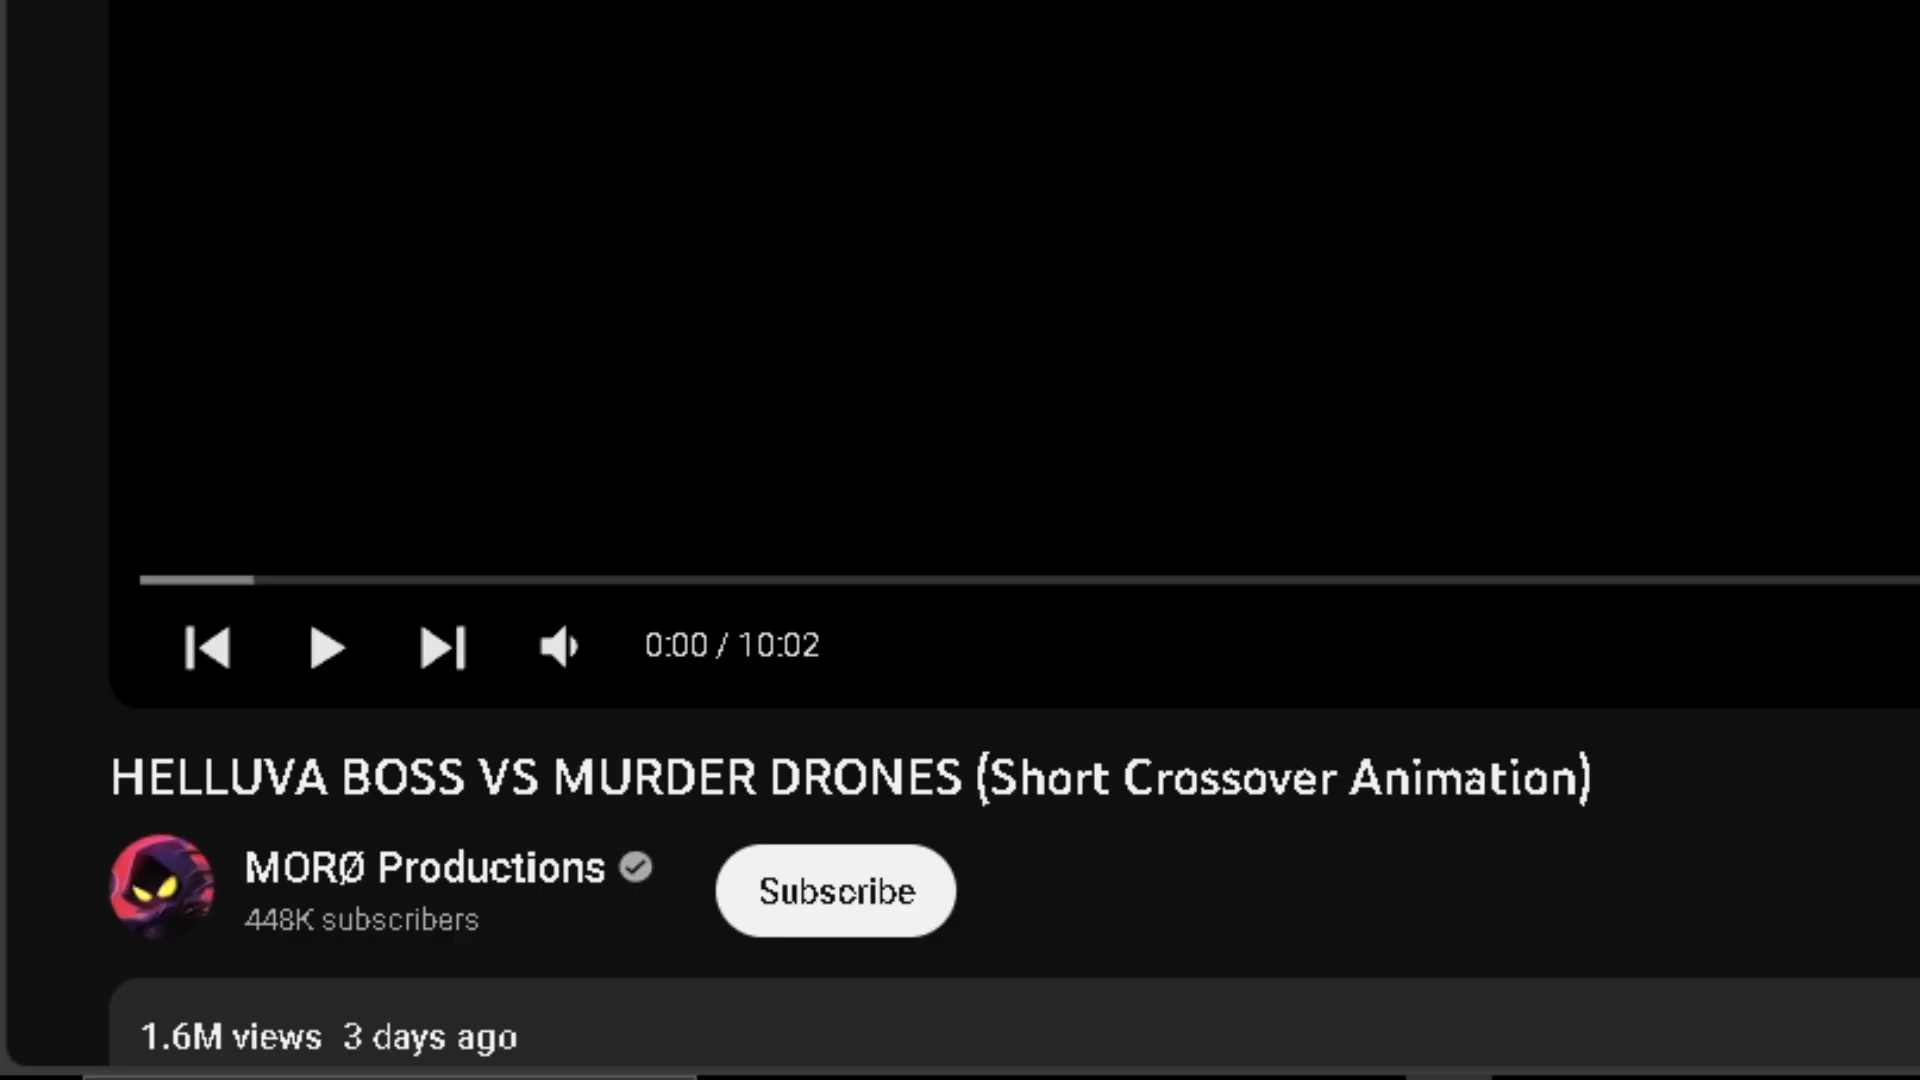 0:00 / 10:02
HELLUVA BOSS VS MURDER DRONES (Short Crossover Animation)
MORØ Productions
448K subscribers
Subscribe
1.6M views 3 days ago